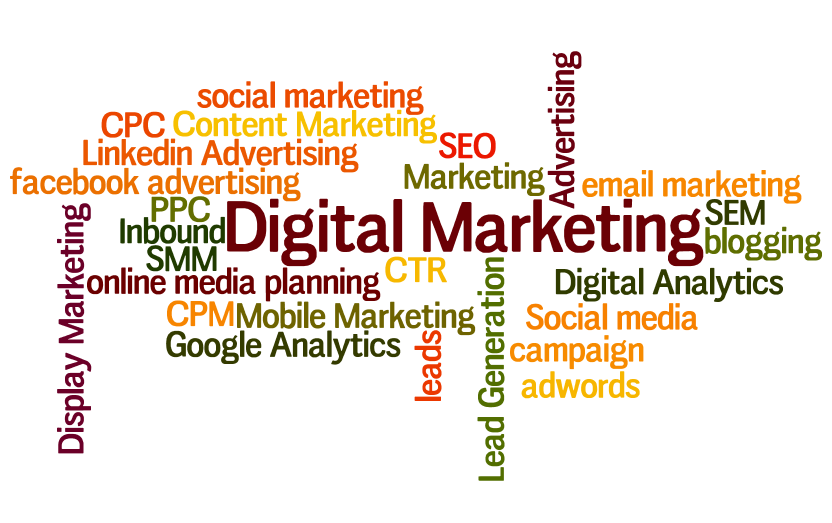 social marketing
CPC
Content Marketing
Linkedin Advertising
SEO
Advertising
facebook advertising
Marketing
email marketing
PPC
Digital Marketing
SEM
Inbound
blogging
SMM
Display Marketing
online media planning
CTR
Digital Analytics
CPM
Mobile Marketing
Social media
Google Analytics
leads
Lead Generation
campaign
adwords